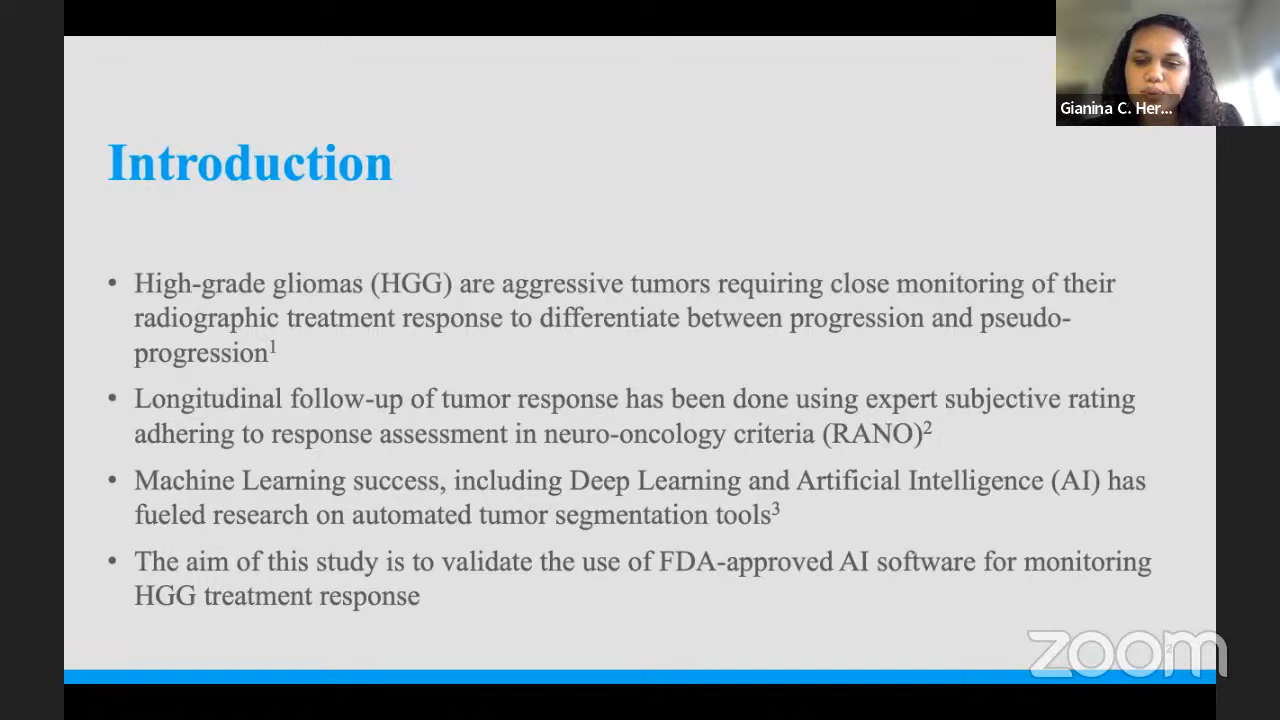 Gianina C. Her...
Introduction
• High-grade gliomas (HGG) are aggressive tumors requiring close monitoring of their
radiographic treatment response to differentiate between progression and pseudo-
progression1
• Longitudinal follow-up of tumor response has been done using expert subjective rating
adhering to response assessment in neuro-oncology criteria (RANO)2
• Machine Learning success, including Deep Learning and Artificial Intelligence (AI) has
fueled research on automated tumor segmentation tools3
• The aim of this study is to validate the use of FDA-approved AI software for monitoring
HGG treatment response
zoom
2